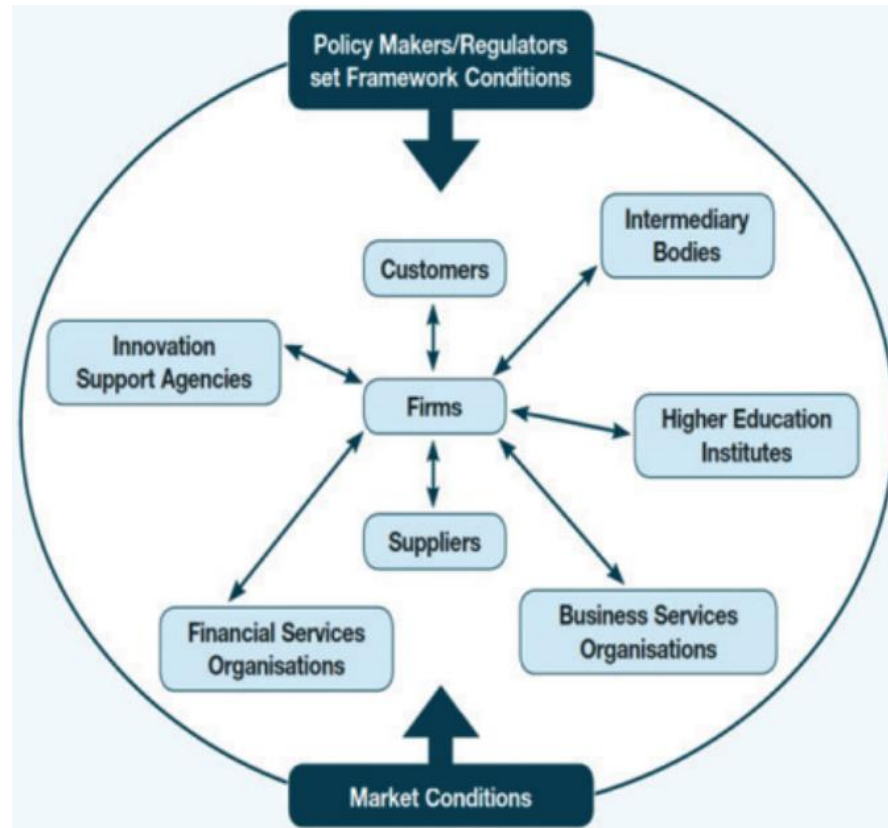 Policy Makers/Regulators
set Framework Conditions
Intermediary
Bodies
Customers
Innovation
Support Agencies
Firms
Higher Education
Institutes
Suppliers
Financial Services
Organisations
Business Services
Organisations
Market Conditions